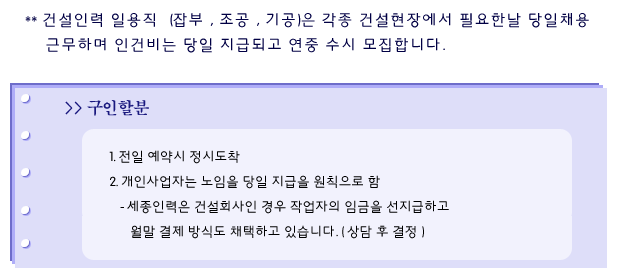 ** 건설인력 일용직 (잡부 , 조공 , 기공)은 각종 건설현장에서 필요한날 당일채용
근무하며 인건비는 당일 지급되고 연중 수시 모집합니다.
>> 구인할분
1. 전일 예약시 정시도착
2. 개인사업자는 노임을 당일 지급을 원칙으로 함
- 세종인력은 건설회사인 경우 작업자의 임금을 선지급하고
월말 결제 방식도 채택하고 있습니다. ( 상담 후 결정 )